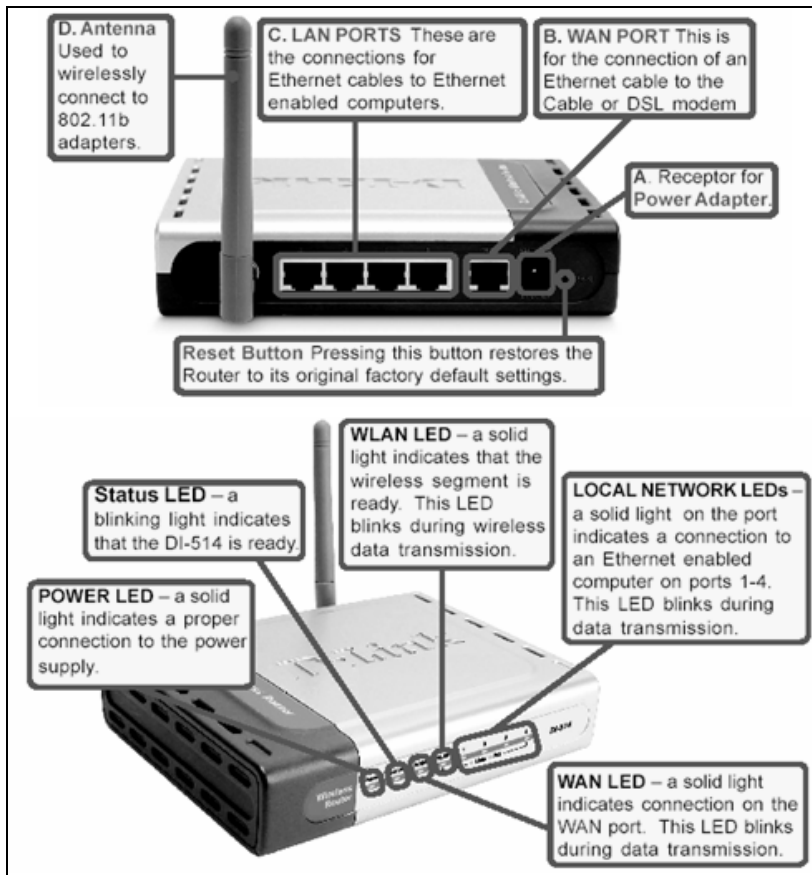 D. Antenna
Used to
wirelessly
connect to
802.11b
adapters.
C. LAN PORTS These are
the connections for
Ethernet cables to Ethernet
enabled computers.
B. WAN PORT This is
for the connection of an
Ethernet cable to the
Cable or DSL modem
A. Receptor for
Power Adapter.
D-Link
Reset Button Pressing this button restores the
Router to its original factory default settings.
WLAN LED – a solid
light indicates that the
wireless segment is
ready. This LED
blinks during wireless
data transmission.
Status LED – a
blinking light indicates
that the DI-514 is ready.
LOCAL NETWORK LEDs –
a solid light on the port
indicates a connection to
an Ethernet enabled
computer on ports 1-4.
This LED blinks during
data transmission.
POWER LED – a solid
light indicates a proper
connection to the power
supply.
D-Link
DI-514
Wireless
Router
WAN LED – a solid light
indicates connection on the
WAN port. This LED blinks
during data transmission.